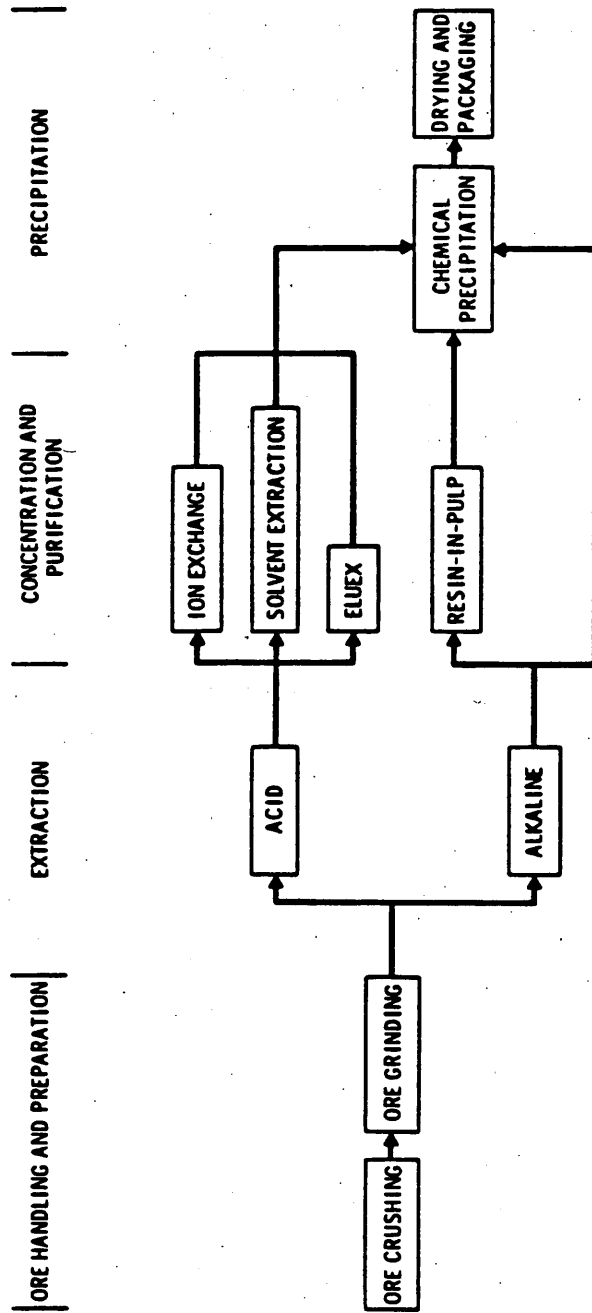 ORE HANDLING AND PREPARATION
EXTRACTION
CONCENTRATION AND
PURIFICATION
PRECIPITATION
ORE CRUSHING
ORE GRINDING
ACID
ALKALINE
ION EXCHANGE
SOLVENT EXTRACTION
ELUEX
RESIN-IN-PULP
CHEMICAL
PRECIPITATION
DRYING AND
PACKAGING